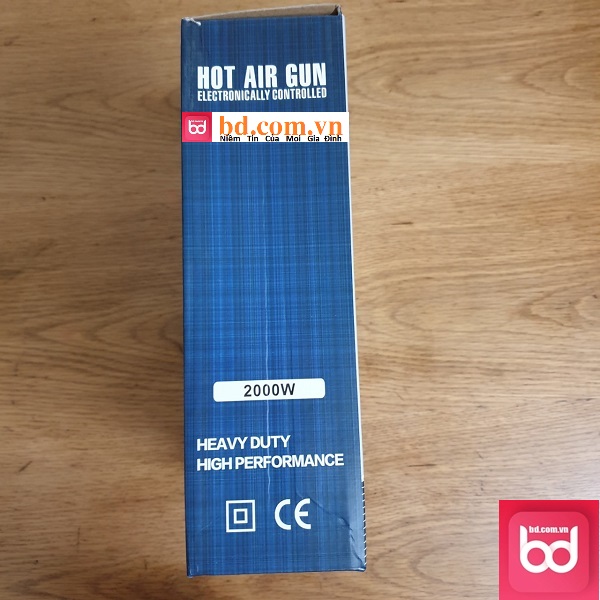 HOT AIR GUN
ELECTRONICALLY CONTROLLED
bd bd.com.vn
Niềm Tin Của Mọi Gia Đình
2000W
HEAVY DUTY
HIGH PERFORMANCE
CE
bd.com.vn
bd